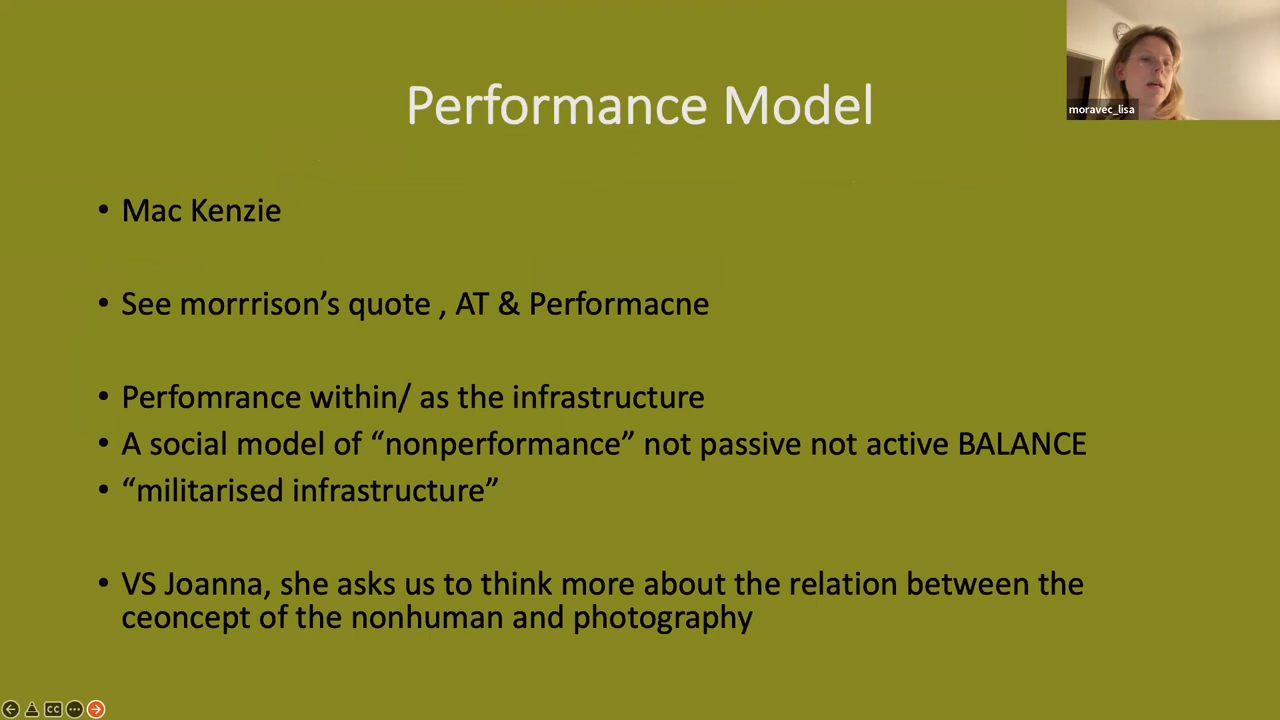 Performance Model
moravec_lisa
• Mac Kenzie
• See morrrison’s quote , AT & Performacne
• Perfomrance within/ as the infrastructure
• A social model of “nonperformance” not passive not active BALANCE
• “militarised infrastructure”
• VS Joanna, she asks us to think more about the relation between the
ceoncept of the nonhuman and photography
CC